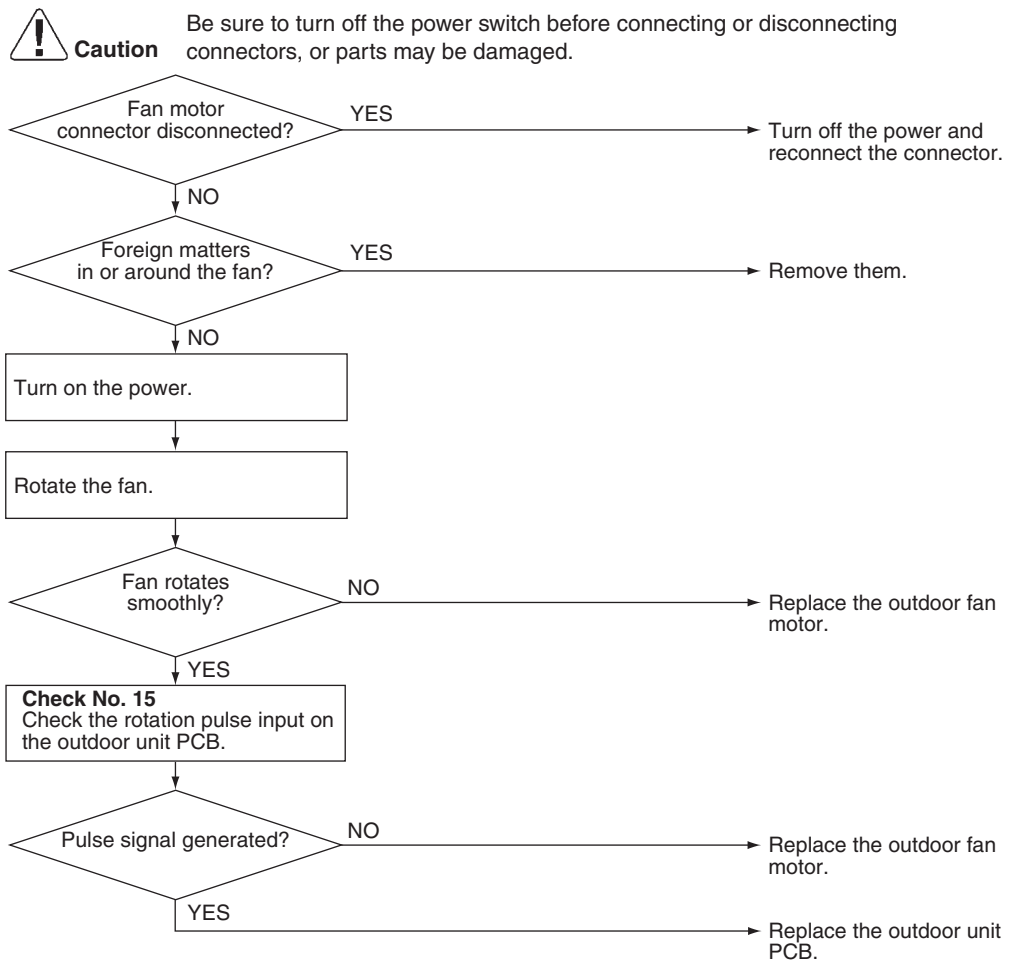 Be sure to turn off the power switch before connecting or disconnecting
Caution connectors, or parts may be damaged.
Fan motor
connector disconnected?
YES
Turn off the power and
reconnect the connector.
NO
Foreign matters
in or around the fan?
YES
Remove them.
NO
Turn on the power.
Rotate the fan.
Fan rotates
smoothly?
NO
Replace the outdoor fan
motor.
YES
Check No. 15
Check the rotation pulse input on
the outdoor unit PCB.
Pulse signal generated?
NO
Replace the outdoor fan
motor.
YES
Replace the outdoor unit
PCB.